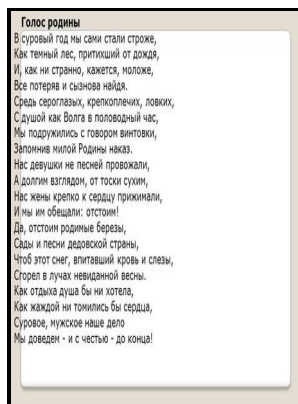 Голос родины
В суровый год мы сами стали строже,
Как темный лес, притихший от дождя,
И, как ни странно, кажется, моложе,
Все потеряв и сызнова найдя.
Средь сероглазых, крепкоплечих, ловких,
С душой как Волга в половодный час,
Мы подружились с говором винтовки,
Запомнив милой Родины наказ.
Нас девушки не песней провожали,
А долгим взглядом, от тоски сухим,
Нас жены крепко к сердцу прижимали,
И мы им обещали: отстоим!
Да, отстоим родимые березы,
Сады и песни дедовской страны,
Чтоб этот снег, впитавший кровь и слезы,
Сгорел в лучах невиданной весны.
Как отдыха душа бы ни хотела,
Как жаждой ни томились бы сердца,
Суровое, мужское наше дело
Мы доведем - и с честью - до конца!